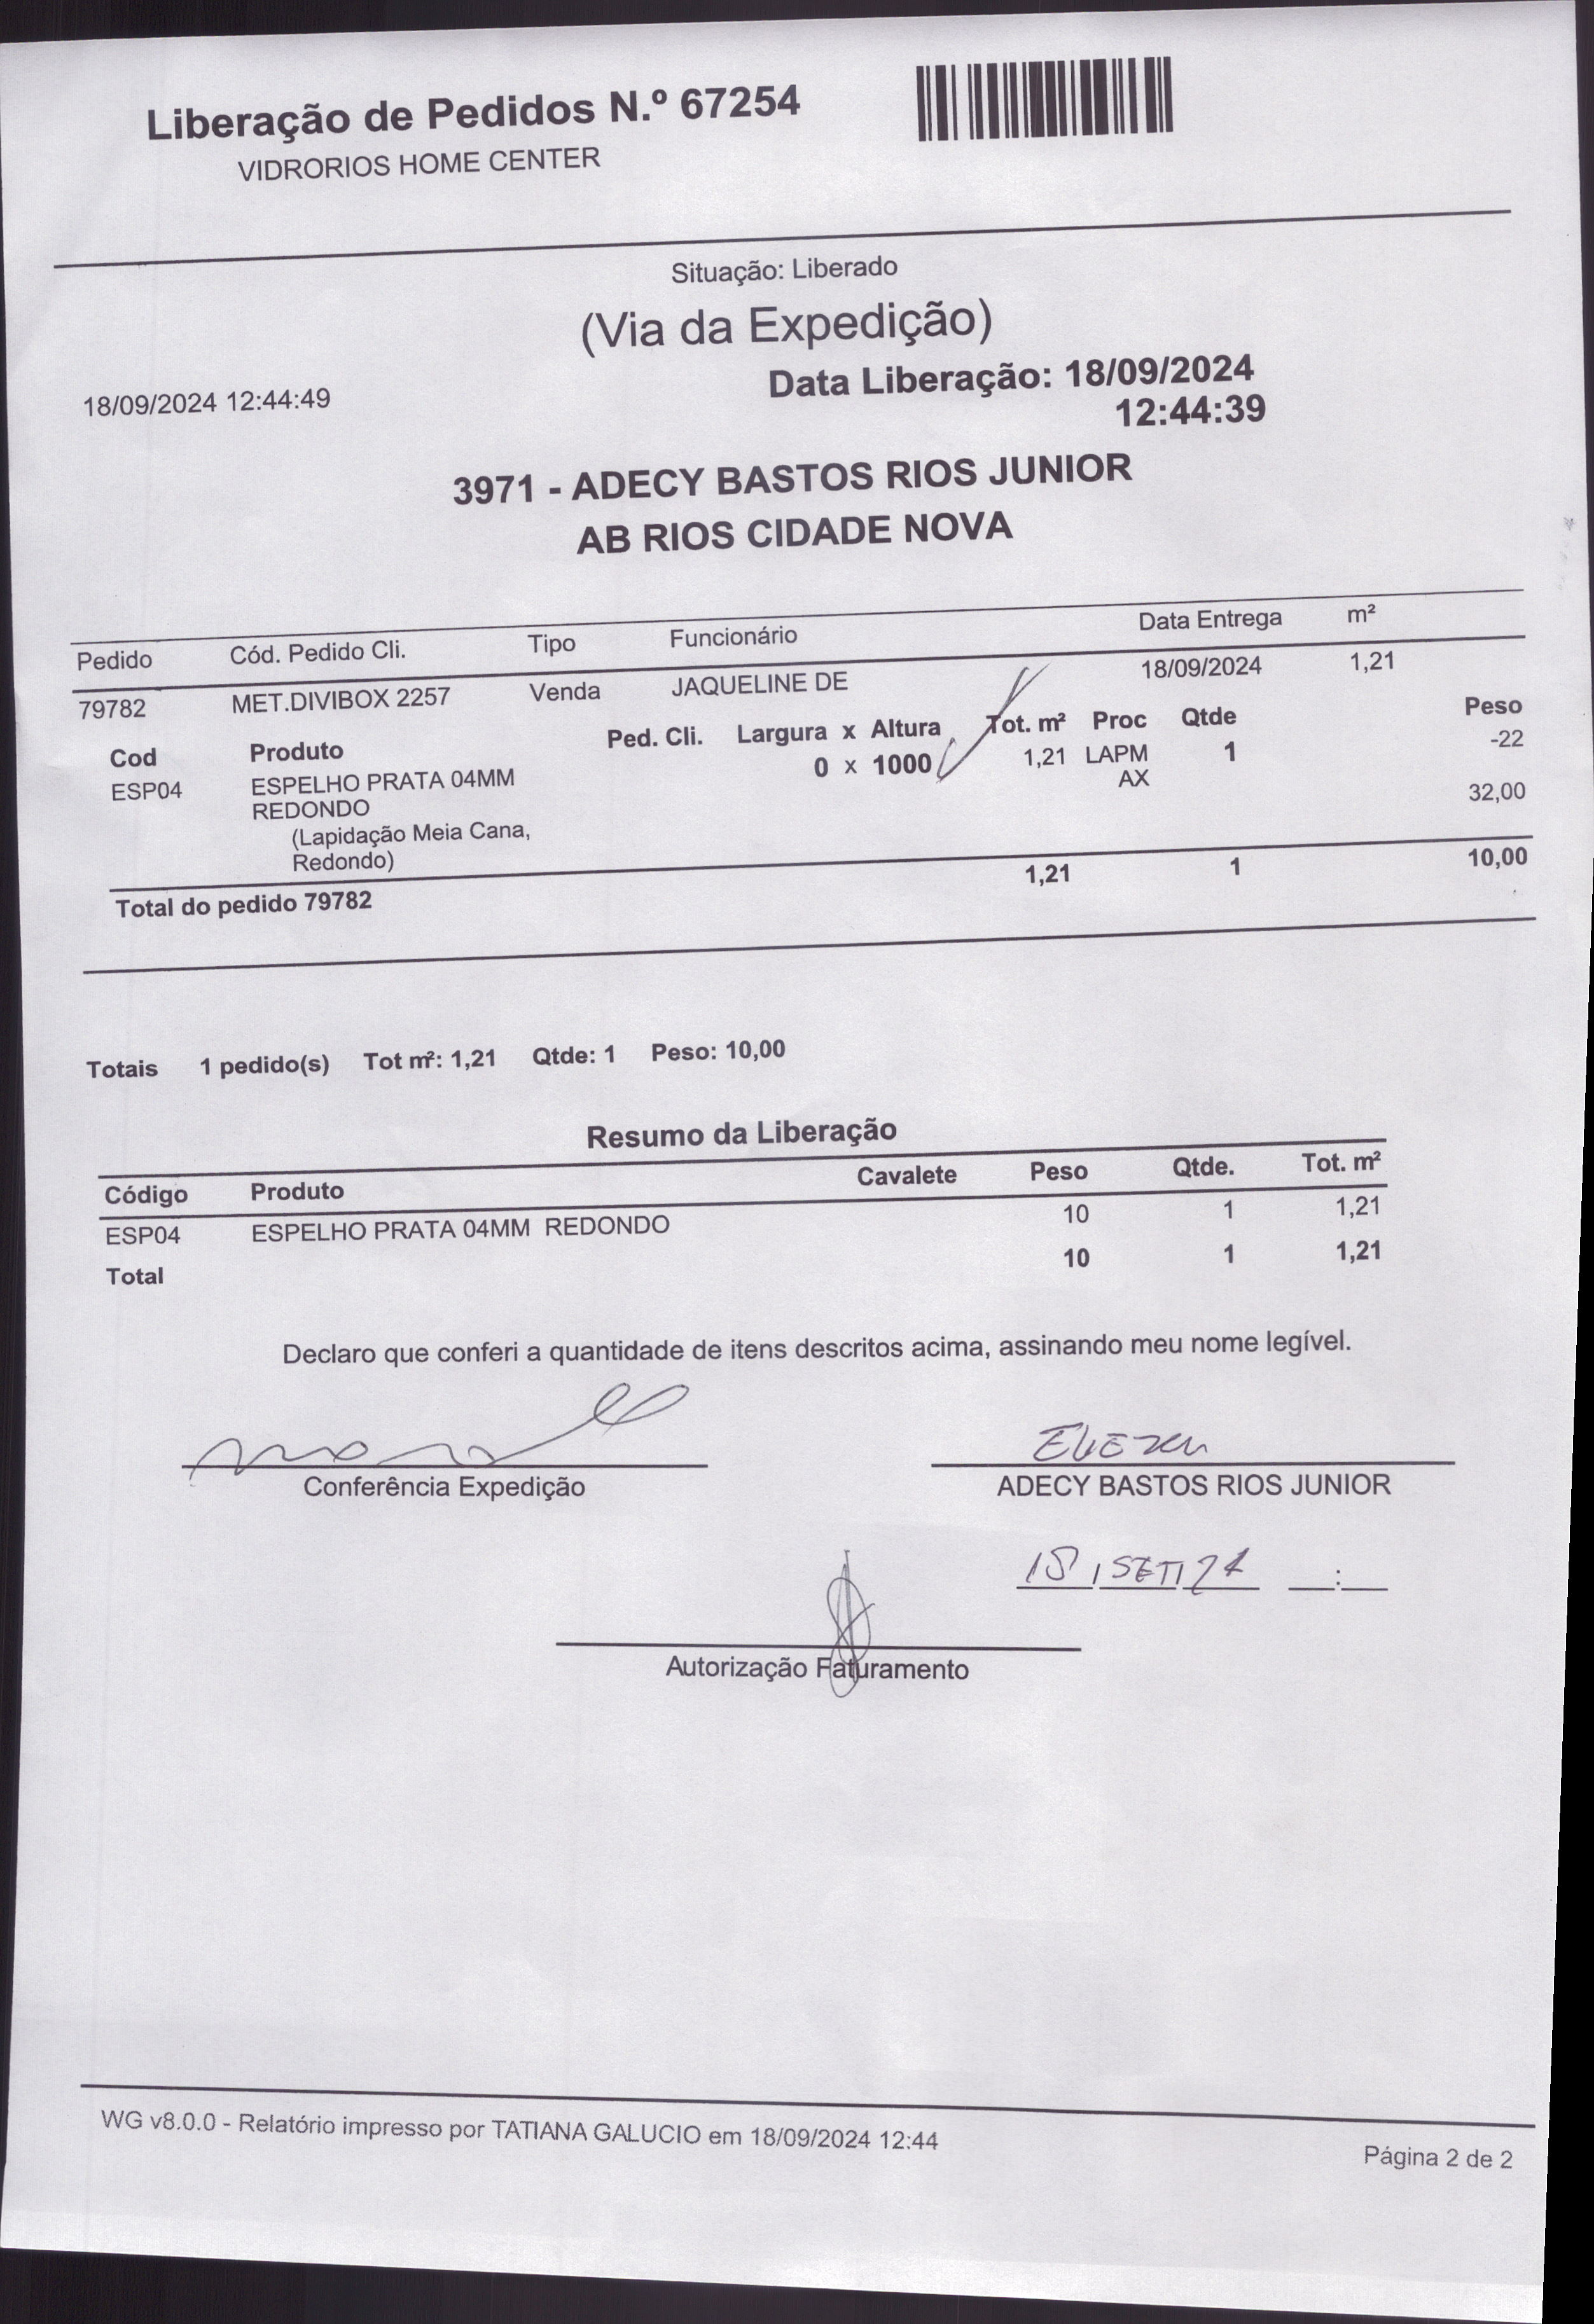 Liberação de Pedidos N.º 67254
VIDRORIOS HOME CENTER
Situação: Liberado
(Via da Expedição)
18/09/2024 12:44:49
Data Liberação: 18/09/2024
12:44:39
3971 - ADECY BASTOS RIOS JUNIOR
AB RIOS CIDADE NOVA
Pedido Cód. Pedido Cli. Tipo Funcionário Data Entrega m²
79782 MET.DIVIBOX 2257 Venda JAQUELINE DE 18/09/2024 1,21
Cod Produto Ped. Cli. Largura x Altura Tot. m² Proc Qtde Peso
ESP04 ESPELHO PRATA 04MM 0 x 1000 1,21 LAPM 1 -22
REDONDO AX 32,00
(Lapidação Meia Cana,
Redondo)
Total do pedido 79782 1,21 1 10,00
Totais 1 pedido(s) Tot m²: 1,21 Qtde: 1 Peso: 10,00
Resumo da Liberação
Código Produto Cavalete Peso Qtde. Tot. m²
ESP04 ESPELHO PRATA 04MM REDONDO 10 1 1,21
Total 10 1 1,21
Declaro que conferi a quantidade de itens descritos acima, assinando meu nome legível.
Conferência Expedição
ADECY BASTOS RIOS JUNIOR
18 / SET / 24 __:__
Autorização Faturamento
WG v8.0.0 - Relatório impresso por TATIANA GALUCIO em 18/09/2024 12:44
Página 2 de 2